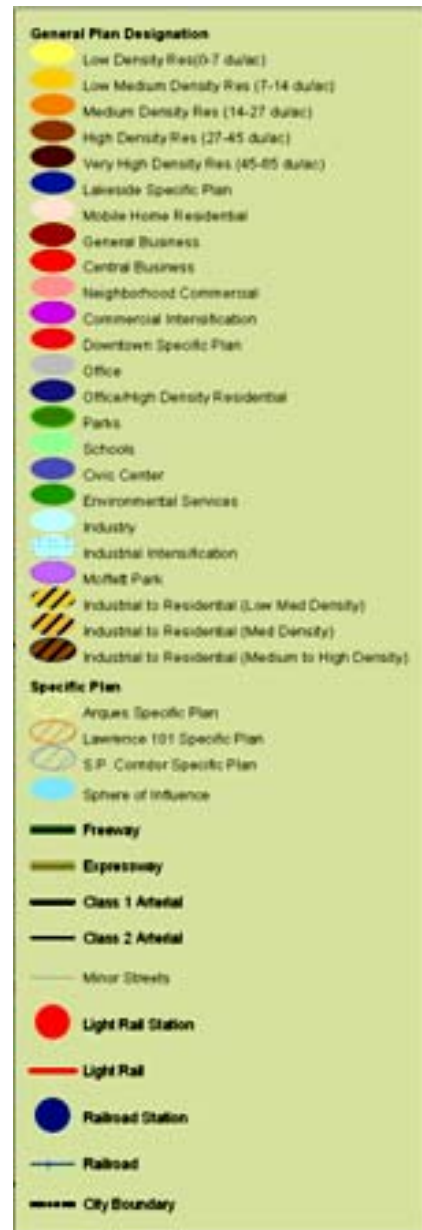 General Plan Designation
Low Density Res(0-7 du/ac)
Low Medium Density Res (7-14 du/ac)
Medium Density Res (14-27 du/ac)
High Density Res (27-45 du/ac)
Very High Density Res (45-65 du/ac)
Lakeside Specific Plan
Mobile Home Residential
General Business
Central Business
Neighborhood Commercial
Commercial Intensification
Downtown Specific Plan
Office
Office/High Density Residential
Parks
Schools
Civic Center
Environmental Services
Industry
Industrial Intensification
Moffett Park
Industrial to Residential (Low Med Density)
Industrial to Residential (Med Density)
Industrial to Residential (Medium to High Density)
Specific Plan
Arques Specific Plan
Lawrence 101 Specific Plan
S.P. Corridor Specific Plan
Sphere of Influence
Freeway
Expressway
Class 1 Arterial
Class 2 Arterial
Minor Streets
Light Rail Station
Light Rail
Railroad Station
Railroad
City Boundary